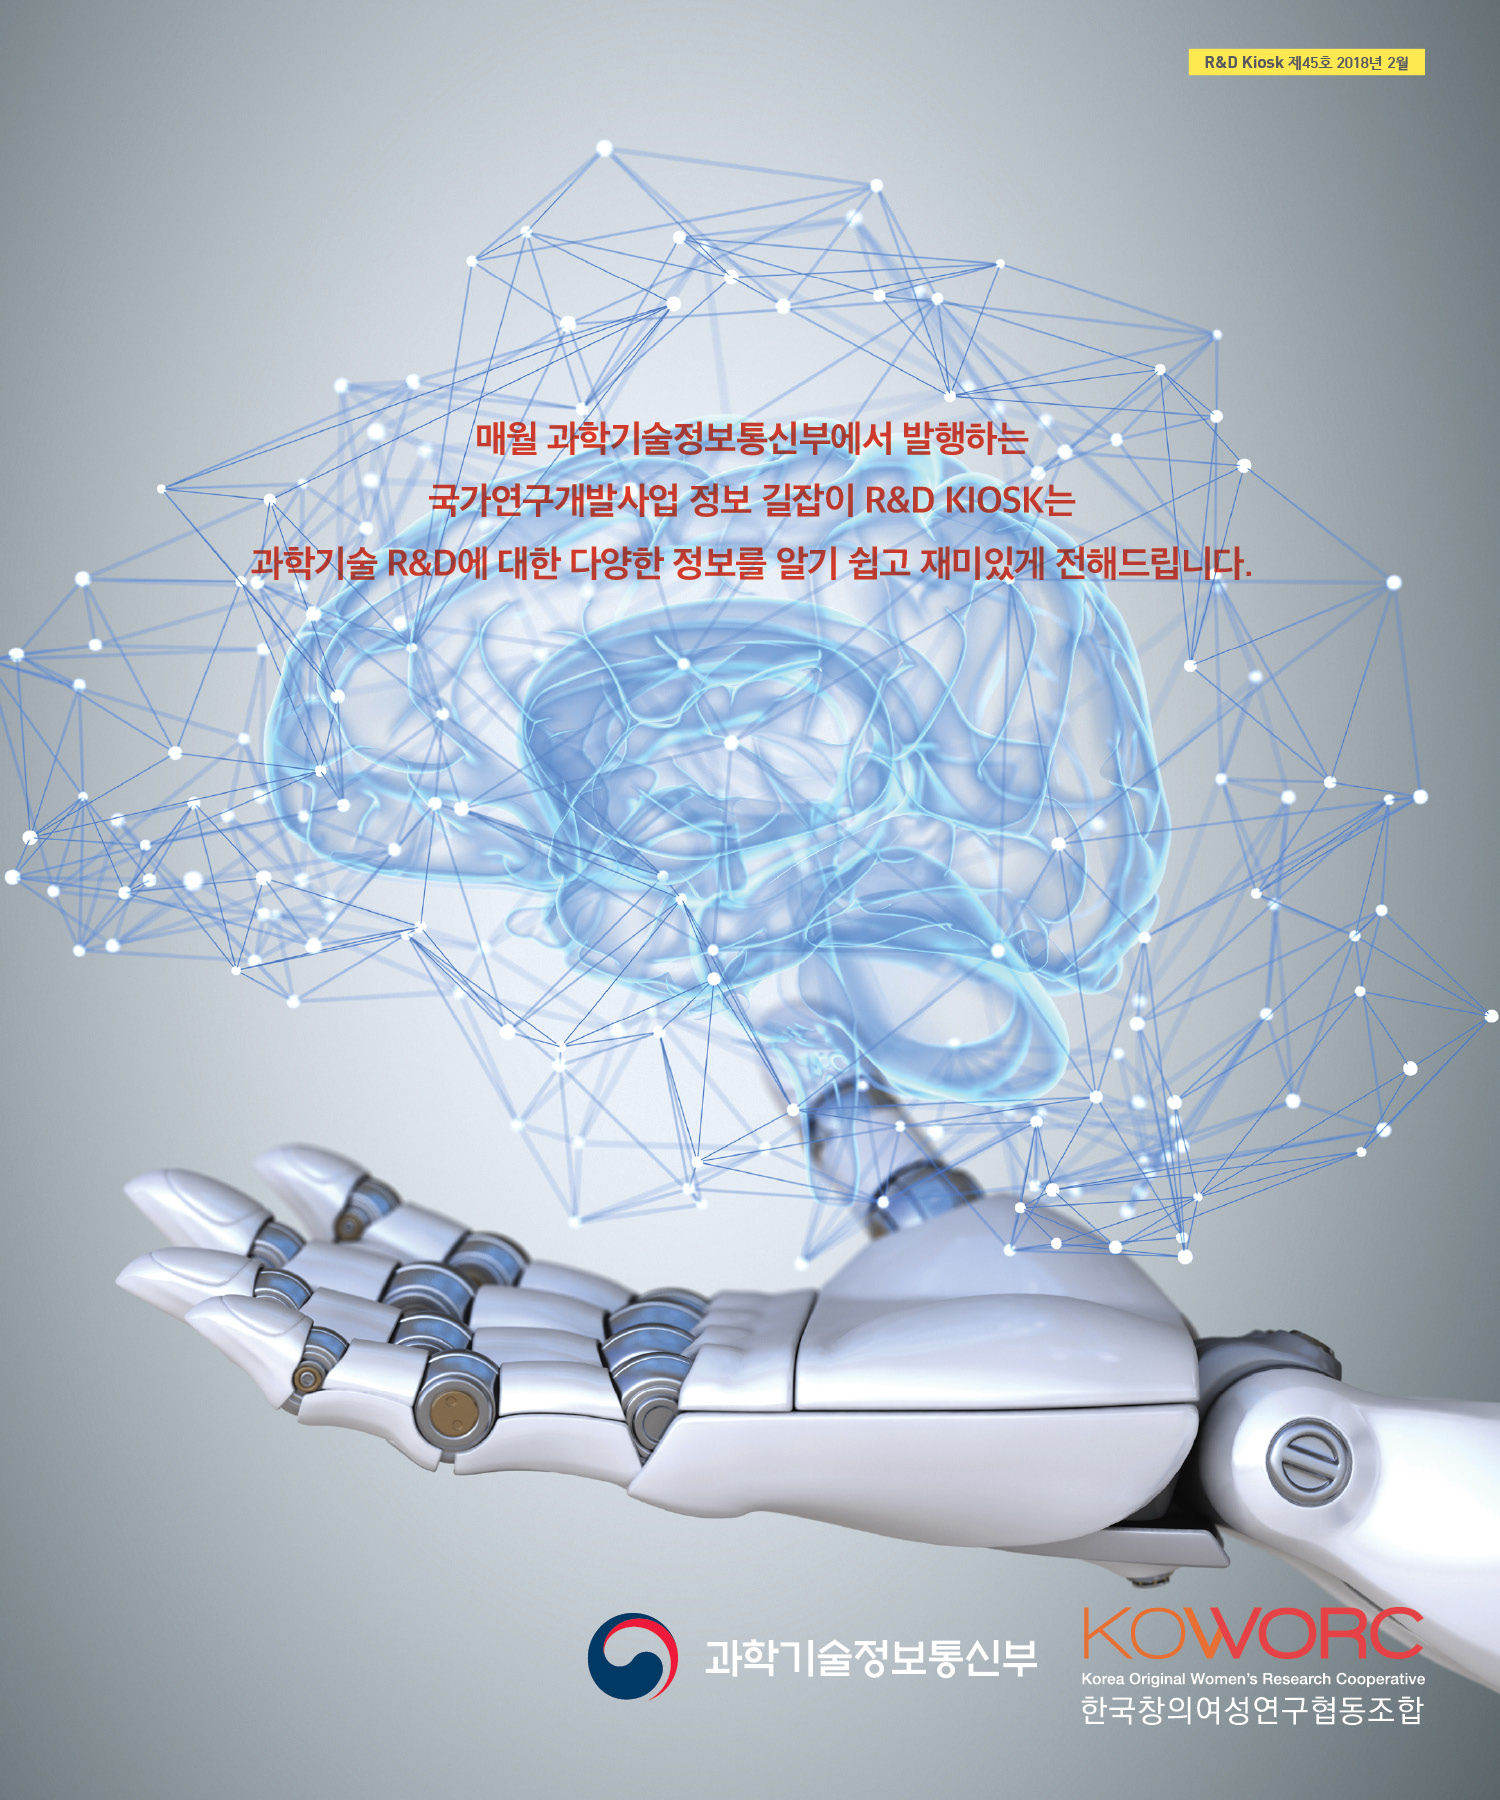 R&D Kiosk 제45호 2018년 2월
매월 과학기술정보통신부에서 발행하는
국가연구개발사업 정보 길잡이 R&D KIOSK는
과학기술 R&D에 대한 다양한 정보를 알기 쉽고 재미있게 전해드립니다.
과학기술정보통신부
KOWORC
Korea Original Women's Research Cooperative
한국창의여성연구협동조합